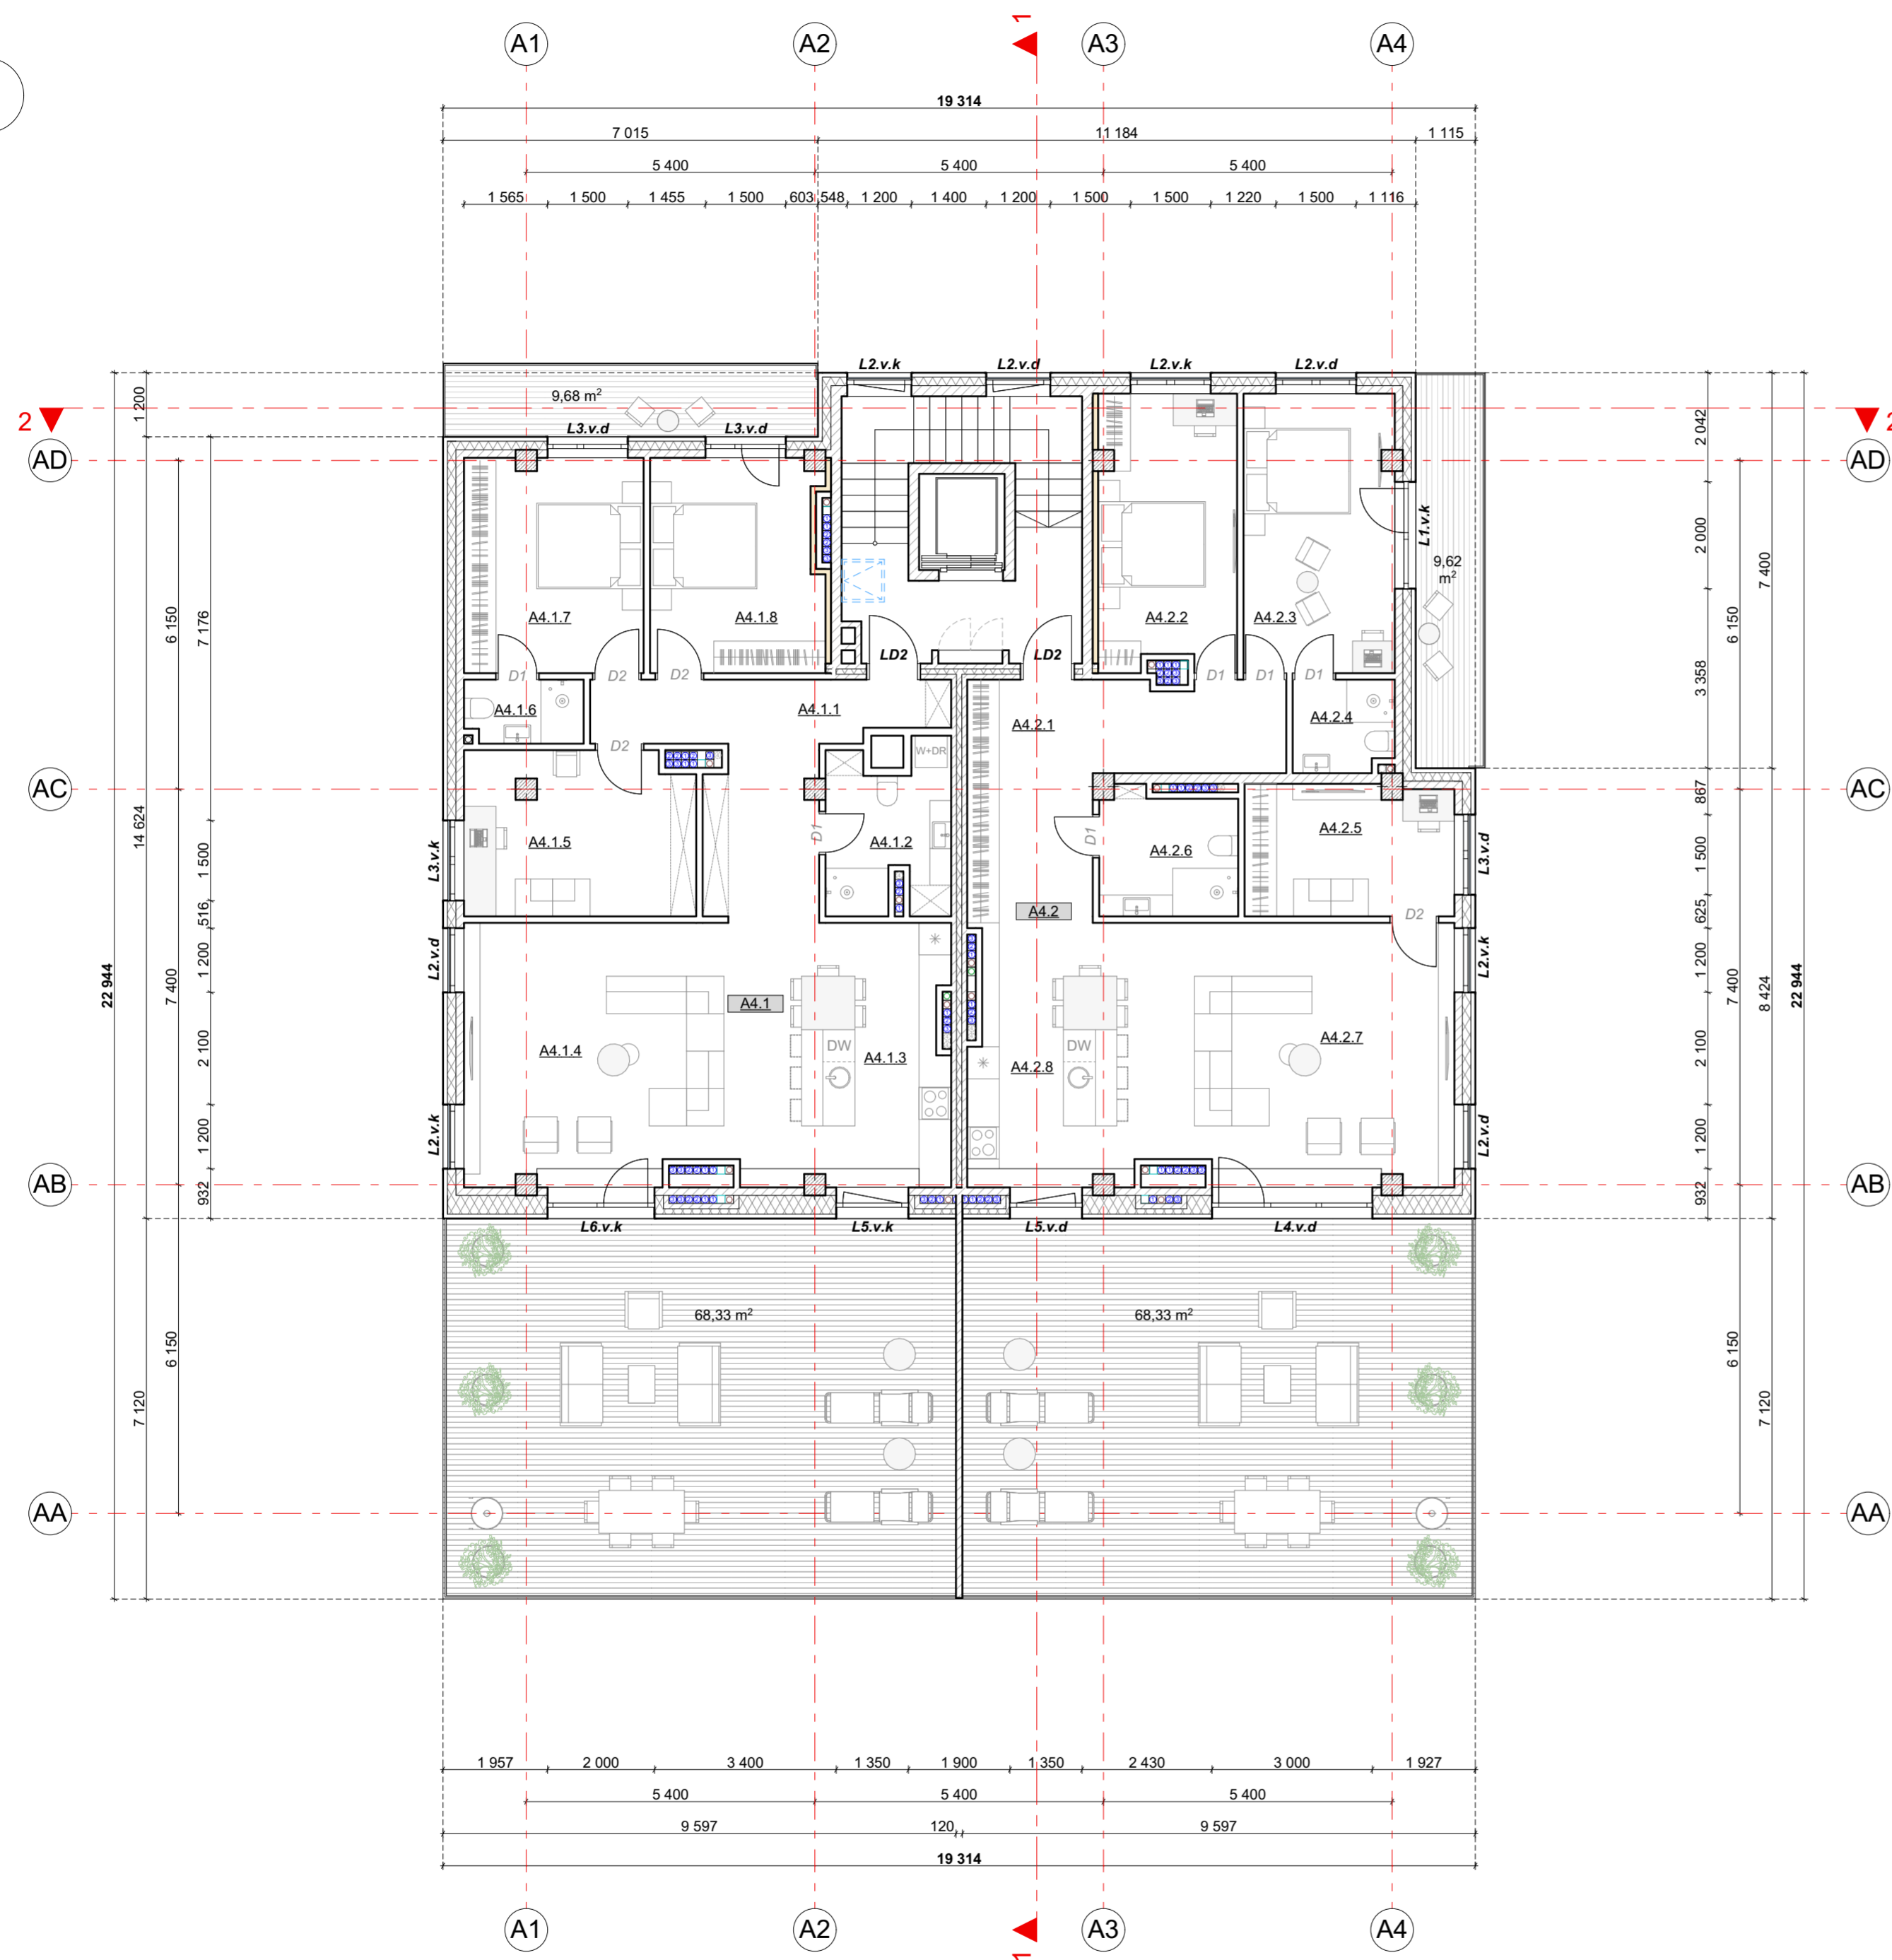 1
A1 A2 A3 A4
19 314
7 015 11 184 1 115
5 400 5 400 5 400
1 565 1 500 1 455 1 500 603 548 1 200 1 400 1 200 1 500 1 500 1 220 1 500 1 116
L2.v.k L2.v.d L2.v.k L2.v.d
9,68 m²
2 2
L3.v.d L3.v.d
AD AD
1 200
2 042
L1.v.k
2 000
9,62
m²
7 400
6 150 7 176
6 150
A4.1.7 A4.1.8 A4.2.2 A4.2.3
LD2 LD2
D1 D2 D2 D1 D1 D1
3 358
A4.1.6 A4.1.1 A4.2.1 A4.2.4
D2
W+DR
AC AC
14 624
867
D1 D1
A4.1.5 A4.1.2 A4.2.6 A4.2.5
L3.v.k L3.v.d
1 500 1 500
516 625
A4.2
D2
L2.v.d L2.v.k
1 200 1 200
22 944 7 400
7 400 8 424 22 944
A4.1
DW DW
A4.1.4 A4.1.3 A4.2.8 A4.2.7
2 100 2 100
L2.v.k L2.v.d
1 200 1 200
AB AB
932 932
L6.v.k L5.v.k L5.v.d L4.v.d
68,33 m² 68,33 m²
6 150 6 150
7 120 7 120
AA AA
1 957 2 000 3 400 1 350 1 900 1 350 2 430 3 000 1 927
5 400 5 400 5 400
9 597 120 9 597
19 314
A1 A2 A3 A4
1